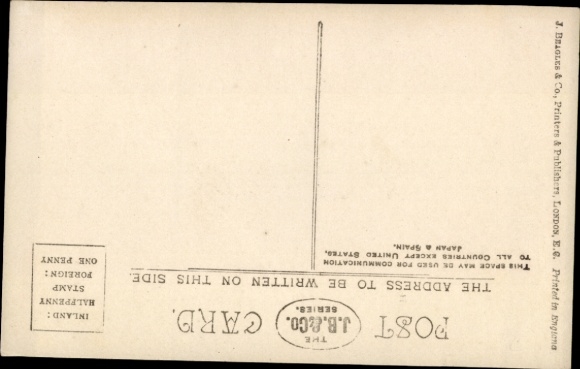 POST CARD.
THE
J.B.&Co.
SERIES.
THE ADDRESS TO BE WRITTEN ON THIS SIDE.
THIS SPACE MAY BE USED FOR COMMUNICATION
TO ALL COUNTRIES EXCEPT UNITED STATES,
JAPAN & SPAIN.
INLAND:
HALFPENNY
STAMP
FOREIGN:
ONE PENNY
J. BEAGLES & Co., Printers & Publishers, LONDON, E.C. Printed in England